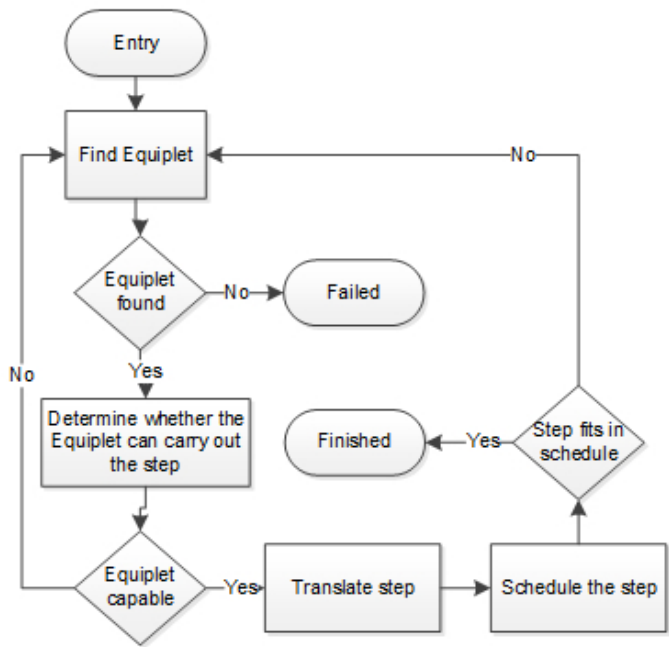 Entry
Find Equiplet
No
Equiplet
found
No
Failed
Yes
No
Determine whether the
Equiplet can carry out
the step
Finished
Yes
Step fits in
schedule
Equiplet
capable
Yes
Translate step
Schedule the step